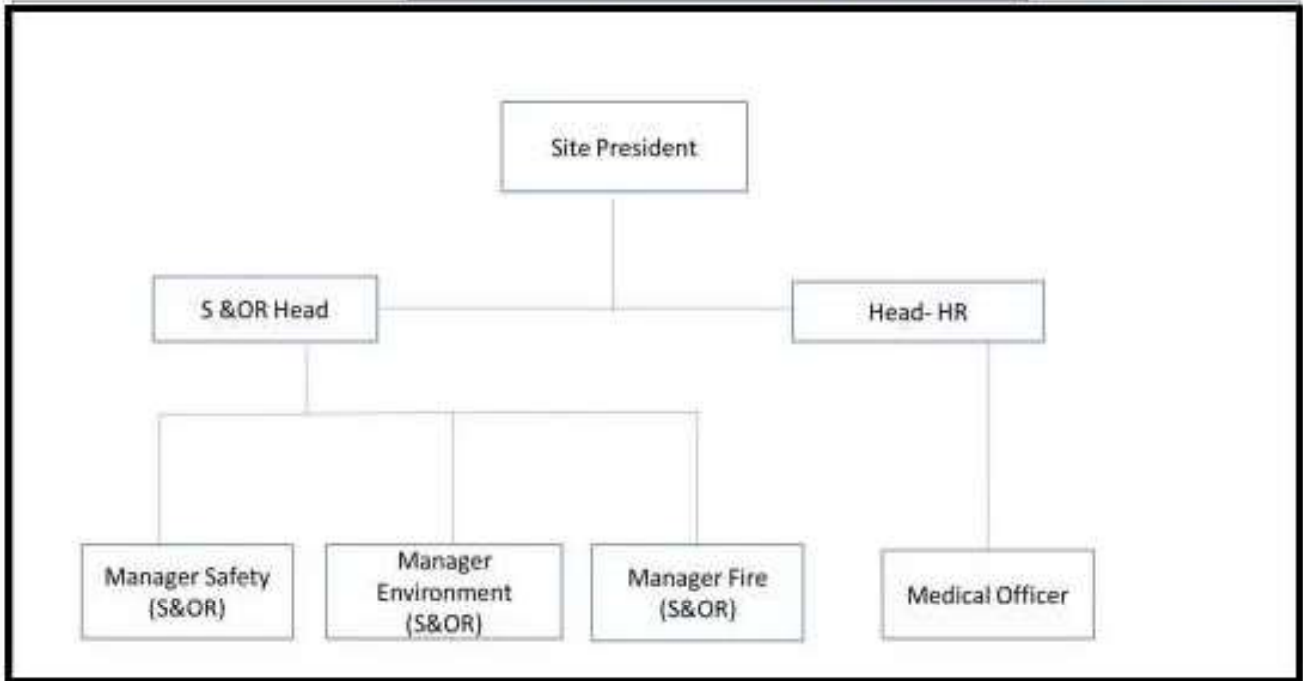 Site President
S &OR Head
Head- HR
Manager Safety
(S&OR)
Manager
Environment
(S&OR)
Manager Fire
(S&OR)
Medical Officer